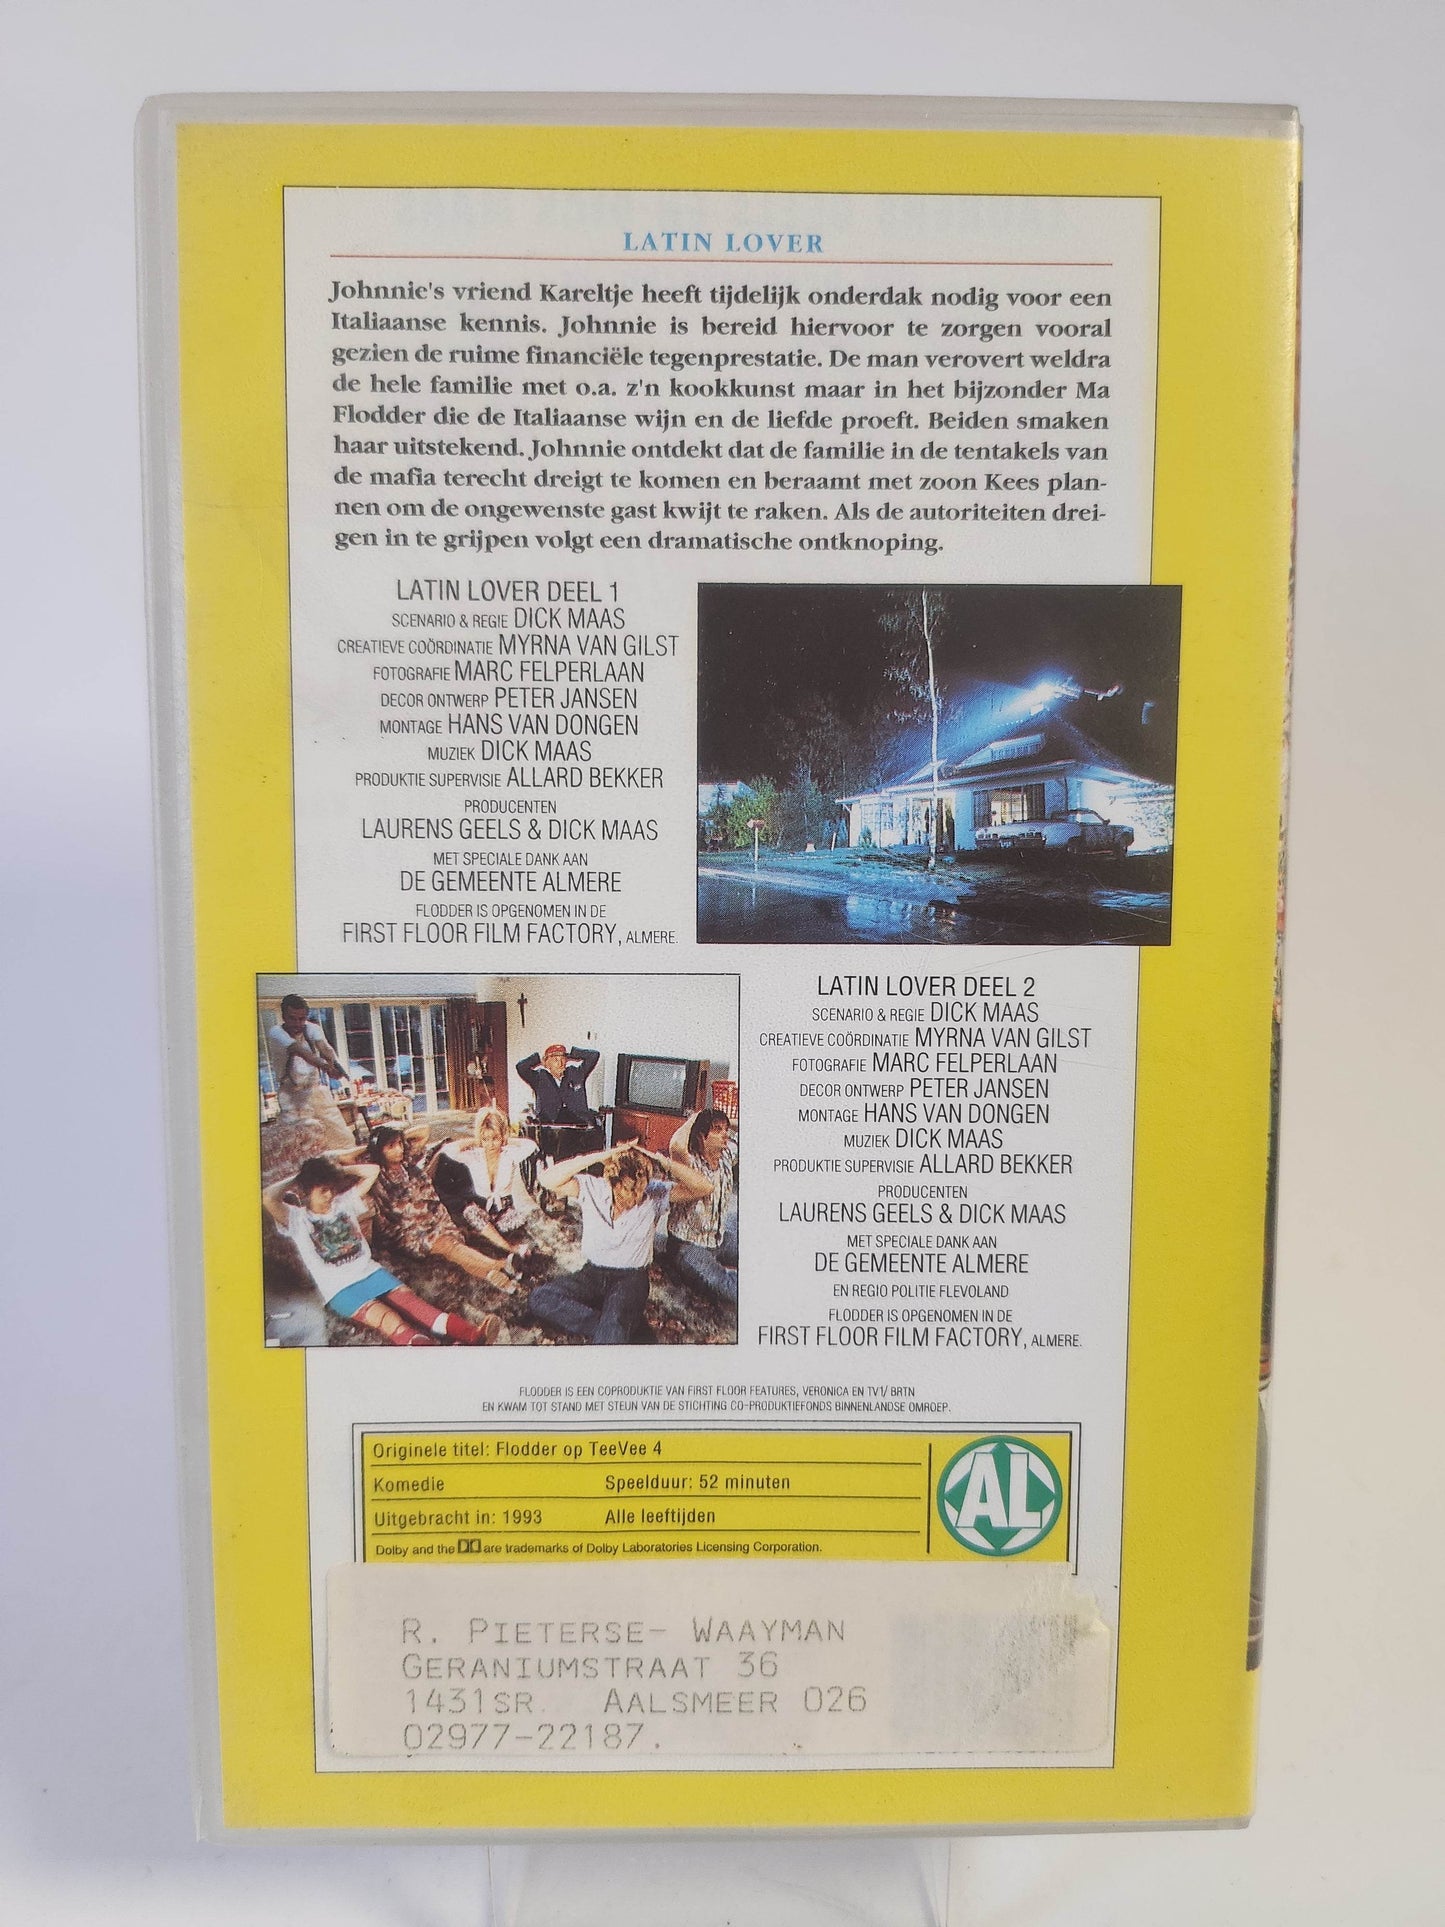 LATIN LOVER
Johnnie's vriend Kareltje heeft tijdelijk onderdak nodig voor een
Italiaanse kennis. Johnnie is bereid hiervoor te zorgen vooral
gezien de ruime financiële tegenprestatie. De man verovert weldra
de hele familie met o.a. z'n kookkunst maar in het bijzonder Ma
Flodder die de Italiaanse wijn en de liefde proeft. Beiden smaken
haar uitstekend. Johnnie ontdekt dat de familie in de tentakels van
de mafia terecht dreigt te komen en beraamt met zoon Kees plan-
nen om de ongewenste gast kwijt te raken. Als de autoriteiten drei-
gen in te grijpen volgt een dramatische ontknoping.
LATIN LOVER DEEL 1
SCENARIO & REGIE DICK MAAS
CREATIEVE COÖRDINATIE MYRNA VAN GILST
FOTOGRAFIE MARC FELPERLAAN
DECOR ONTWERP PETER JANSEN
MONTAGE HANS VAN DONGEN
MUZIEK DICK MAAS
PRODUKTIE SUPERVISIE ALLARD BEKKER
PRODUCENTEN
LAURENS GEELS & DICK MAAS
MET SPECIALE DANK AAN
DE GEMEENTE ALMERE
FLODDER IS OPGENOMEN IN DE
FIRST FLOOR FILM FACTORY, ALMERE.
LATIN LOVER DEEL 2
SCENARIO & REGIE DICK MAAS
CREATIEVE COÖRDINATIE MYRNA VAN GILST
FOTOGRAFIE MARC FELPERLAAN
DECOR ONTWERP PETER JANSEN
MONTAGE HANS VAN DONGEN
MUZIEK DICK MAAS
PRODUKTIE SUPERVISIE ALLARD BEKKER
PRODUCENTEN
LAURENS GEELS & DICK MAAS
MET SPECIALE DANK AAN
DE GEMEENTE ALMERE
EN REGIO POLITIE FLEVOLAND
FLODDER IS OPGENOMEN IN DE
FIRST FLOOR FILM FACTORY, ALMERE.
FLODDER IS EEN COPRODUKTIE VAN FIRST FLOOR FEATURES, VERONICA EN TV1/ BRTN
EN KWAM TOT STAND MET STEUN VAN DE STICHTING CO-PRODUKTIEFONDS BINNENLANDSE OMROEP.
Originele titel: Flodder op TeeVee 4
Komedie Speelduur: 52 minuten
Uitgebracht in: 1993 Alle leeftijden
Dolby and the are trademarks of Dolby Laboratories Licensing Corporation.
AL
R. PIETERSE- WAAYMAN
GERANIUMSTRAAT 36
1431SR. AALSMEER 026
02977-22187.